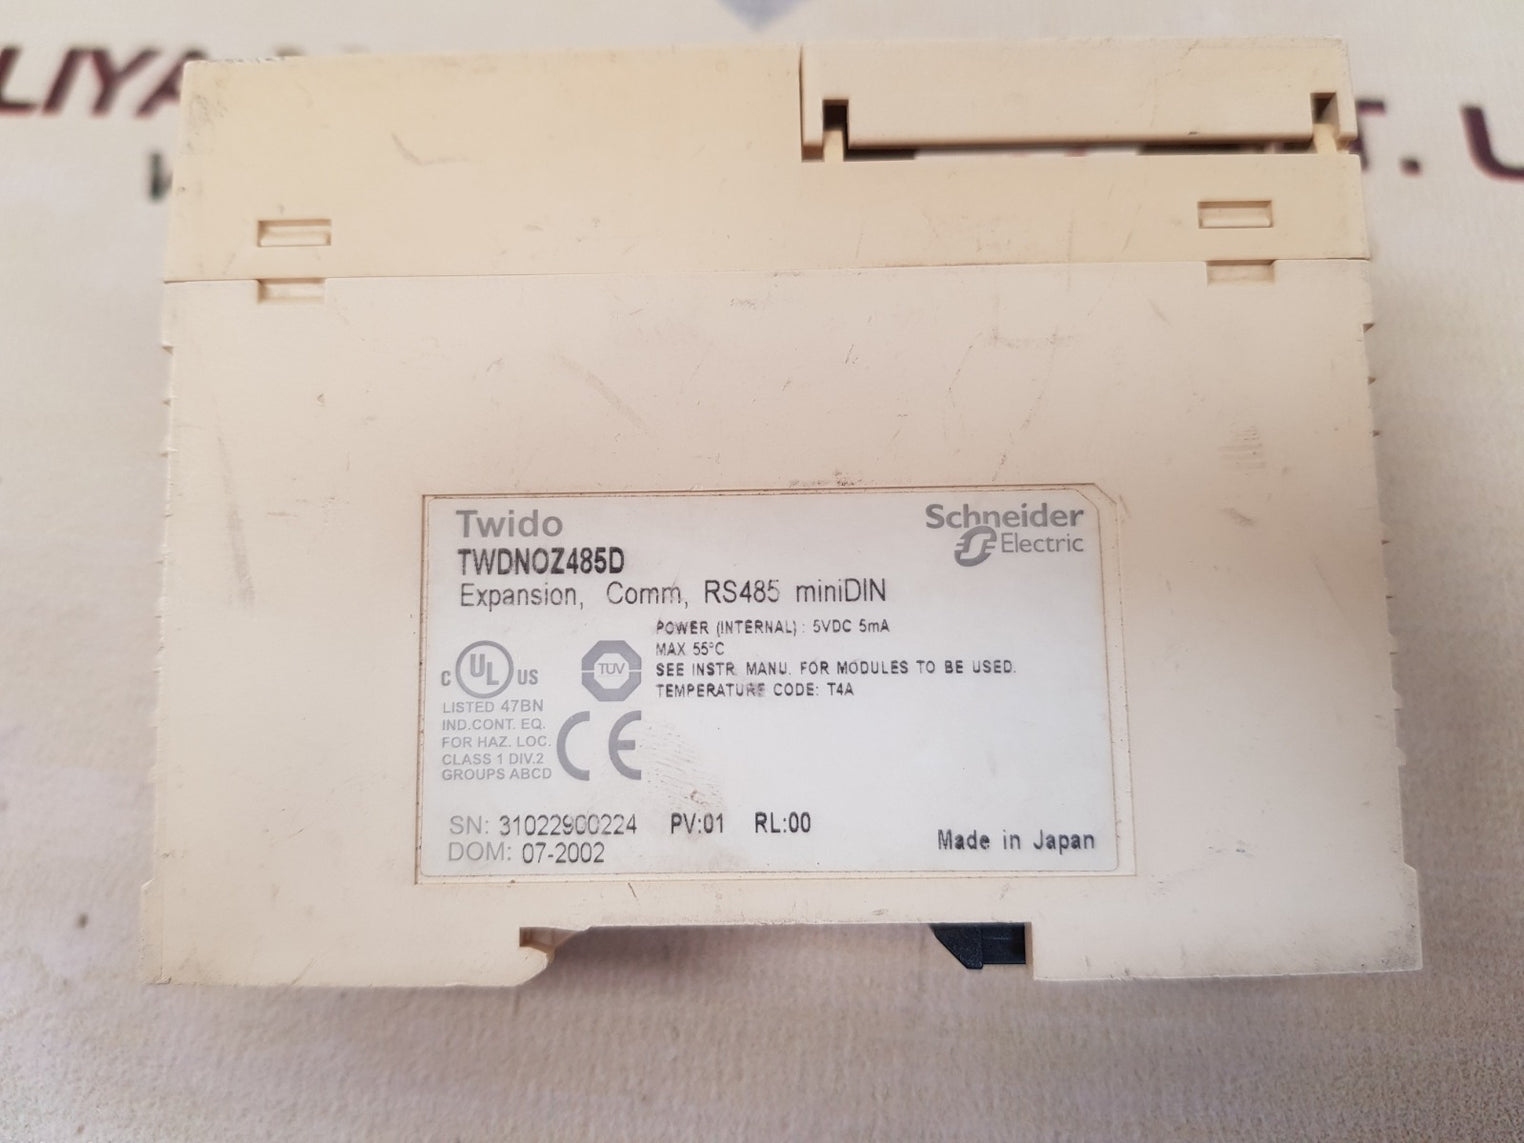 LIYA
T. U
Twido
TWDNOZ485D
Expansion, Comm, RS485 miniDIN
Schneider
Electric
POWER (INTERNAL) : 5VDC 5mA
MAX 55°C
SEE INSTR. MANU. FOR MODULES TO BE USED.
TEMPERATURE CODE: T4A
C UL US
TUV
LISTED 47BN
IND.CONT. EQ.
FOR HAZ. LOC.
CLASS 1 DIV.2
GROUPS ABCD
CE
SN: 31022900224 PV:01 RL:00
DOM: 07-2002
Made in Japan